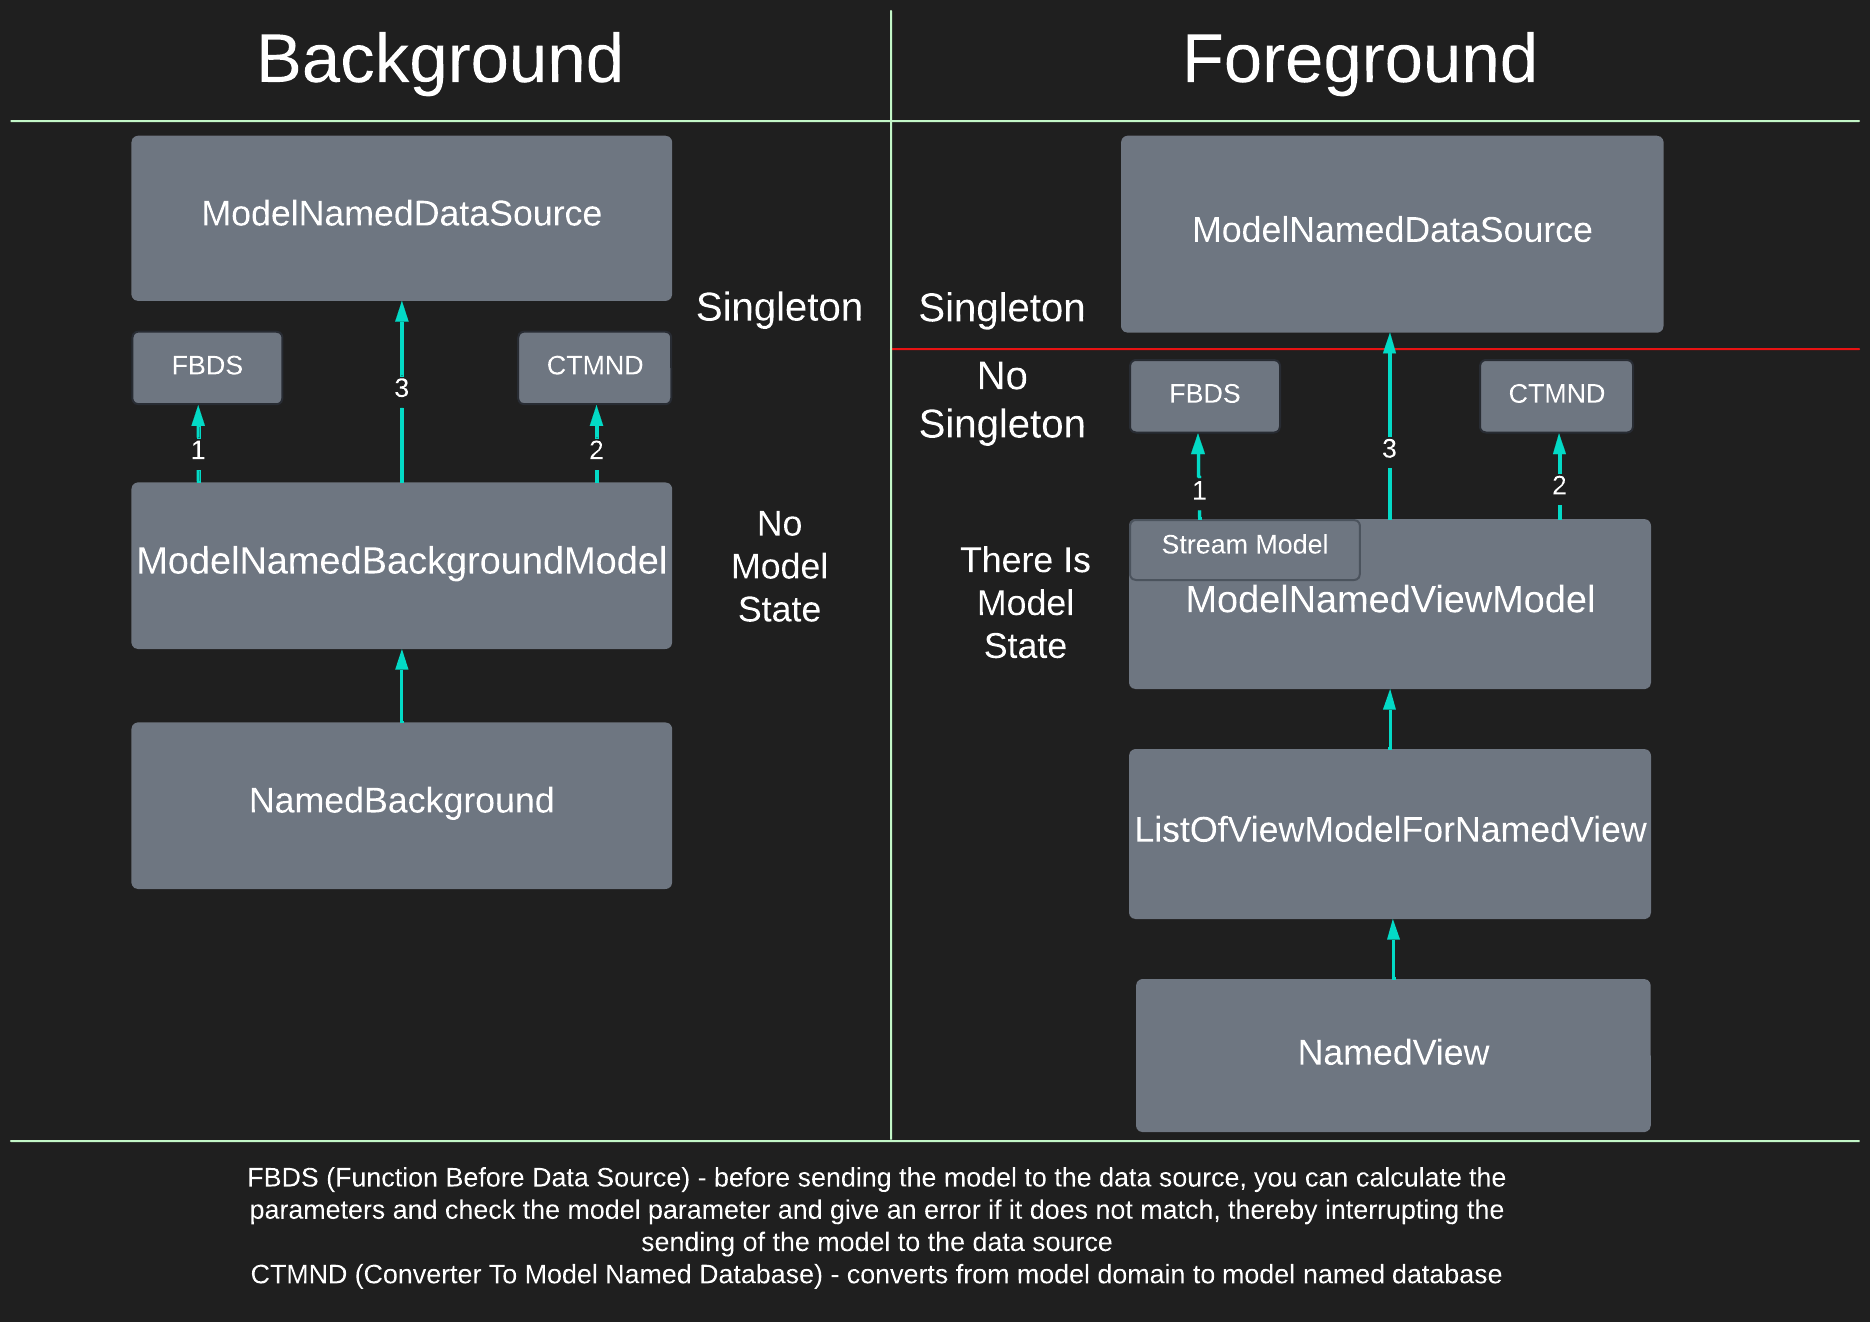 Background
Foreground
ModelNamedDataSource
Singleton
FBDS
3
CTMND
1
2
ModelNamedBackgroundModel
No
Model
State
NamedBackground
ModelNamedDataSource
Singleton
No
Singleton
FBDS
3
CTMND
1
2
Stream Model
ModelNamedViewModel
There Is
Model
State
ListOfViewModelForNamedView
NamedView
FBDS (Function Before Data Source) - before sending the model to the data source, you can calculate the
parameters and check the model parameter and give an error if it does not match, thereby interrupting the
sending of the model to the data source
CTMND (Converter To Model Named Database) - converts from model domain to model named database